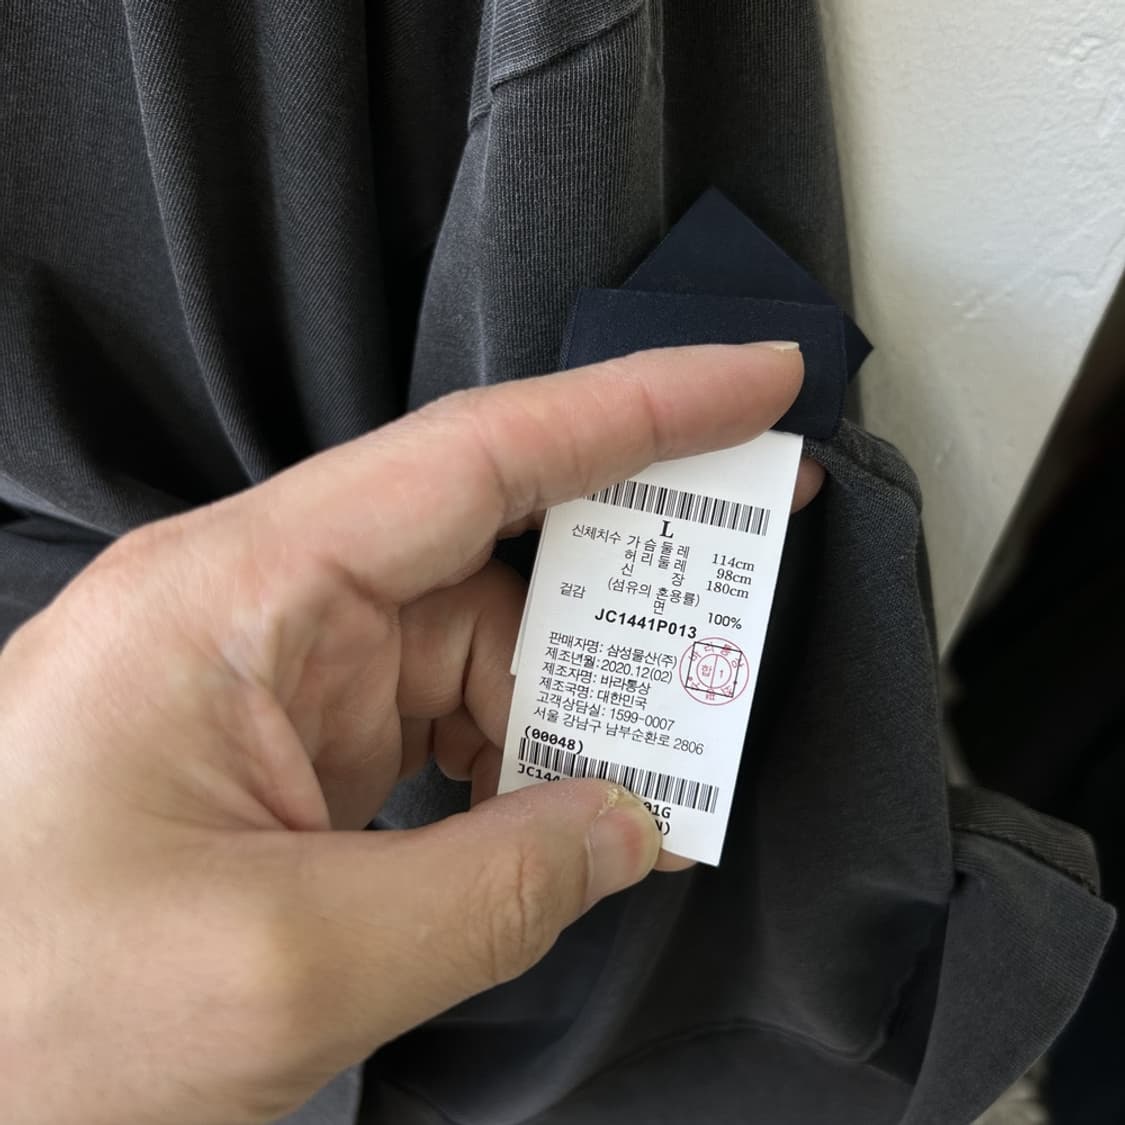 L
신체치수 가슴둘레 114cm
허리둘레 98cm
신 장 180cm
(섬유의 혼용률)
겉감 면 100%
JC1441P013
판매자명: 삼성물산(주)
제조년월: 2020.12(02)
제조자명: 바라통상
제조국명: 대한민국
고객상담실: 1599-0007
서울 강남구 남부순환로 2806
합 1
(00048)